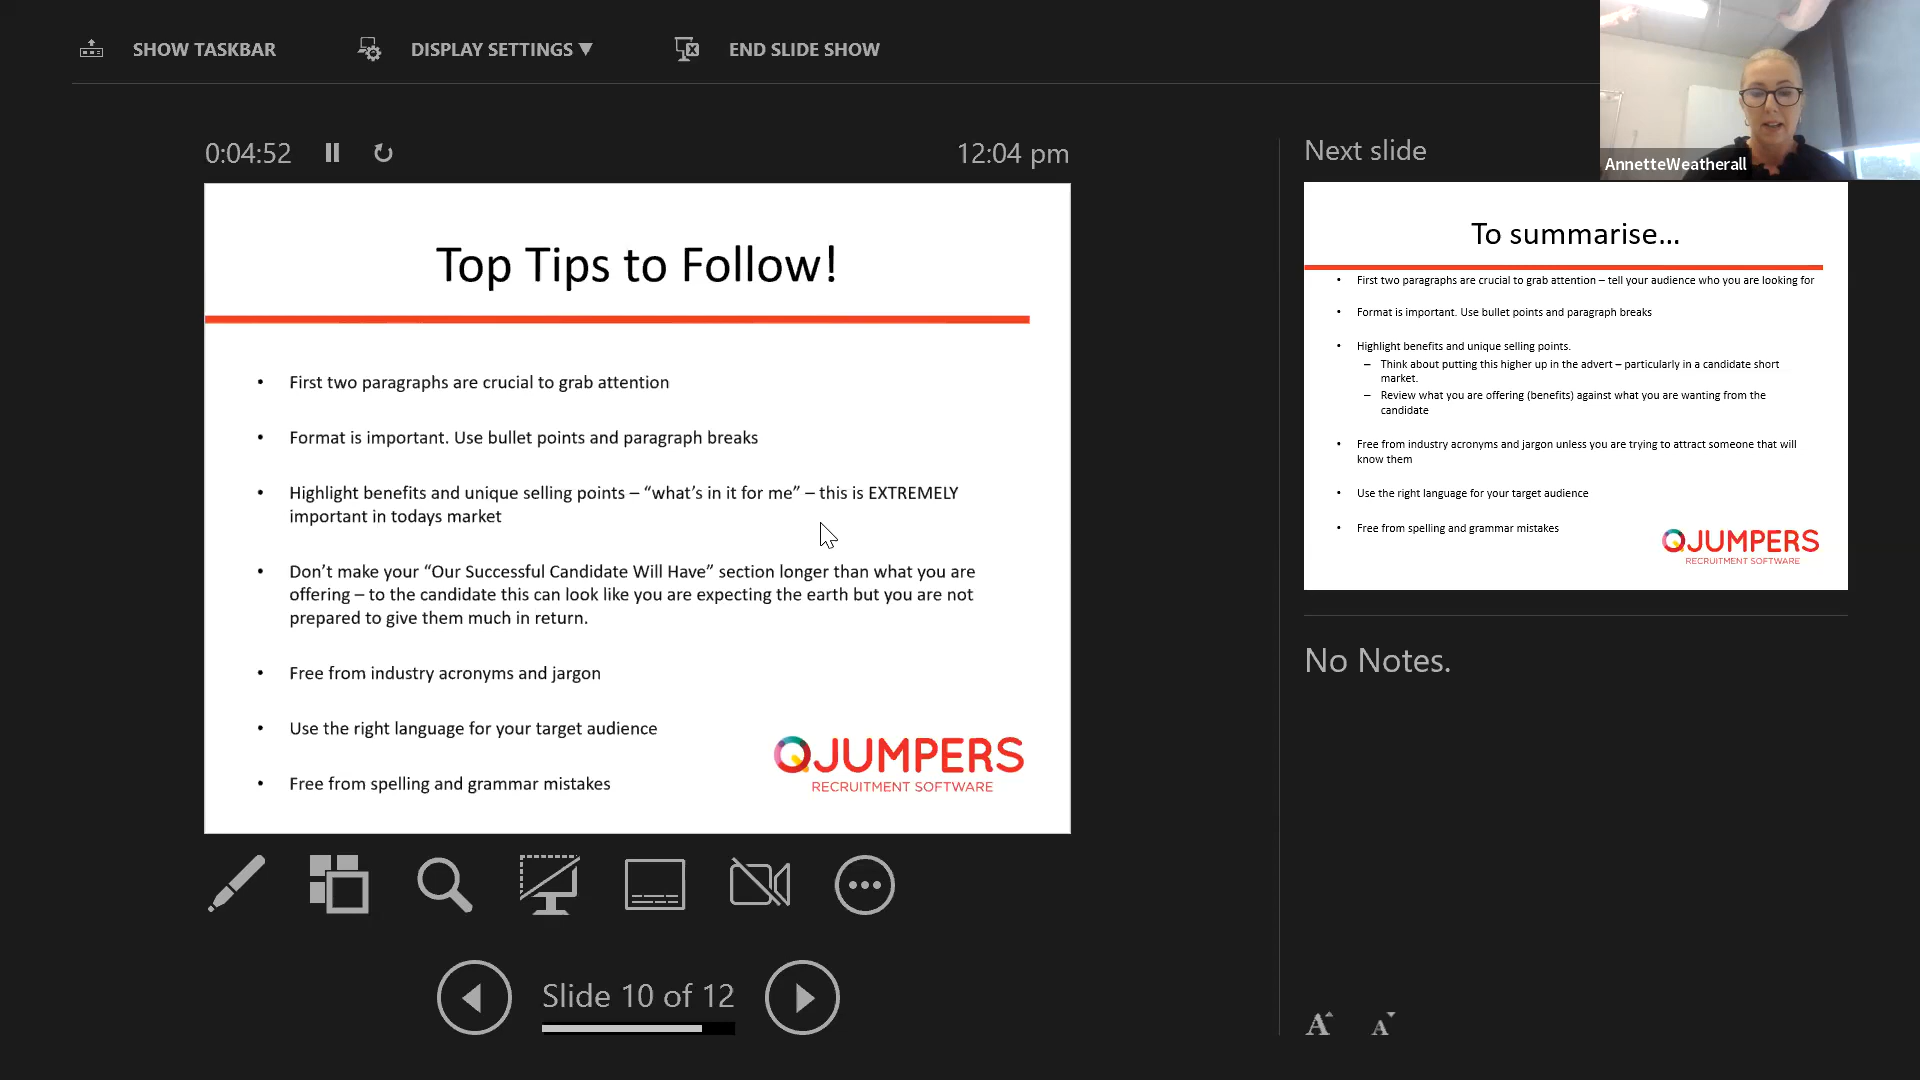 SHOW TASKBAR
DISPLAY SETTINGS ▼
END SLIDE SHOW
AnnetteWeatherall
0:04:52
12:04 pm
Top Tips to Follow!
• First two paragraphs are crucial to grab attention
• Format is important. Use bullet points and paragraph breaks
• Highlight benefits and unique selling points – “what’s in it for me” – this is EXTREMELY
important in todays market
• Don’t make your “Our Successful Candidate Will Have” section longer than what you are
offering – to the candidate this can look like you are expecting the earth but you are not
prepared to give them much in return.
• Free from industry acronyms and jargon
• Use the right language for your target audience
• Free from spelling and grammar mistakes
QJUMPERS
RECRUITMENT SOFTWARE
Slide 10 of 12
Next slide
To summarise...
• First two paragraphs are crucial to grab attention – tell your audience who you are looking for
• Format is important. Use bullet points and paragraph breaks
• Highlight benefits and unique selling points.
– Think about putting this higher up in the advert – particularly in a candidate short
market.
– Review what you are offering (benefits) against what you are wanting from the
candidate
• Free from industry acronyms and jargon unless you are trying to attract someone that will
know them
• Use the right language for your target audience
• Free from spelling and grammar mistakes
QJUMPERS
RECRUITMENT SOFTWARE
No Notes.
A A